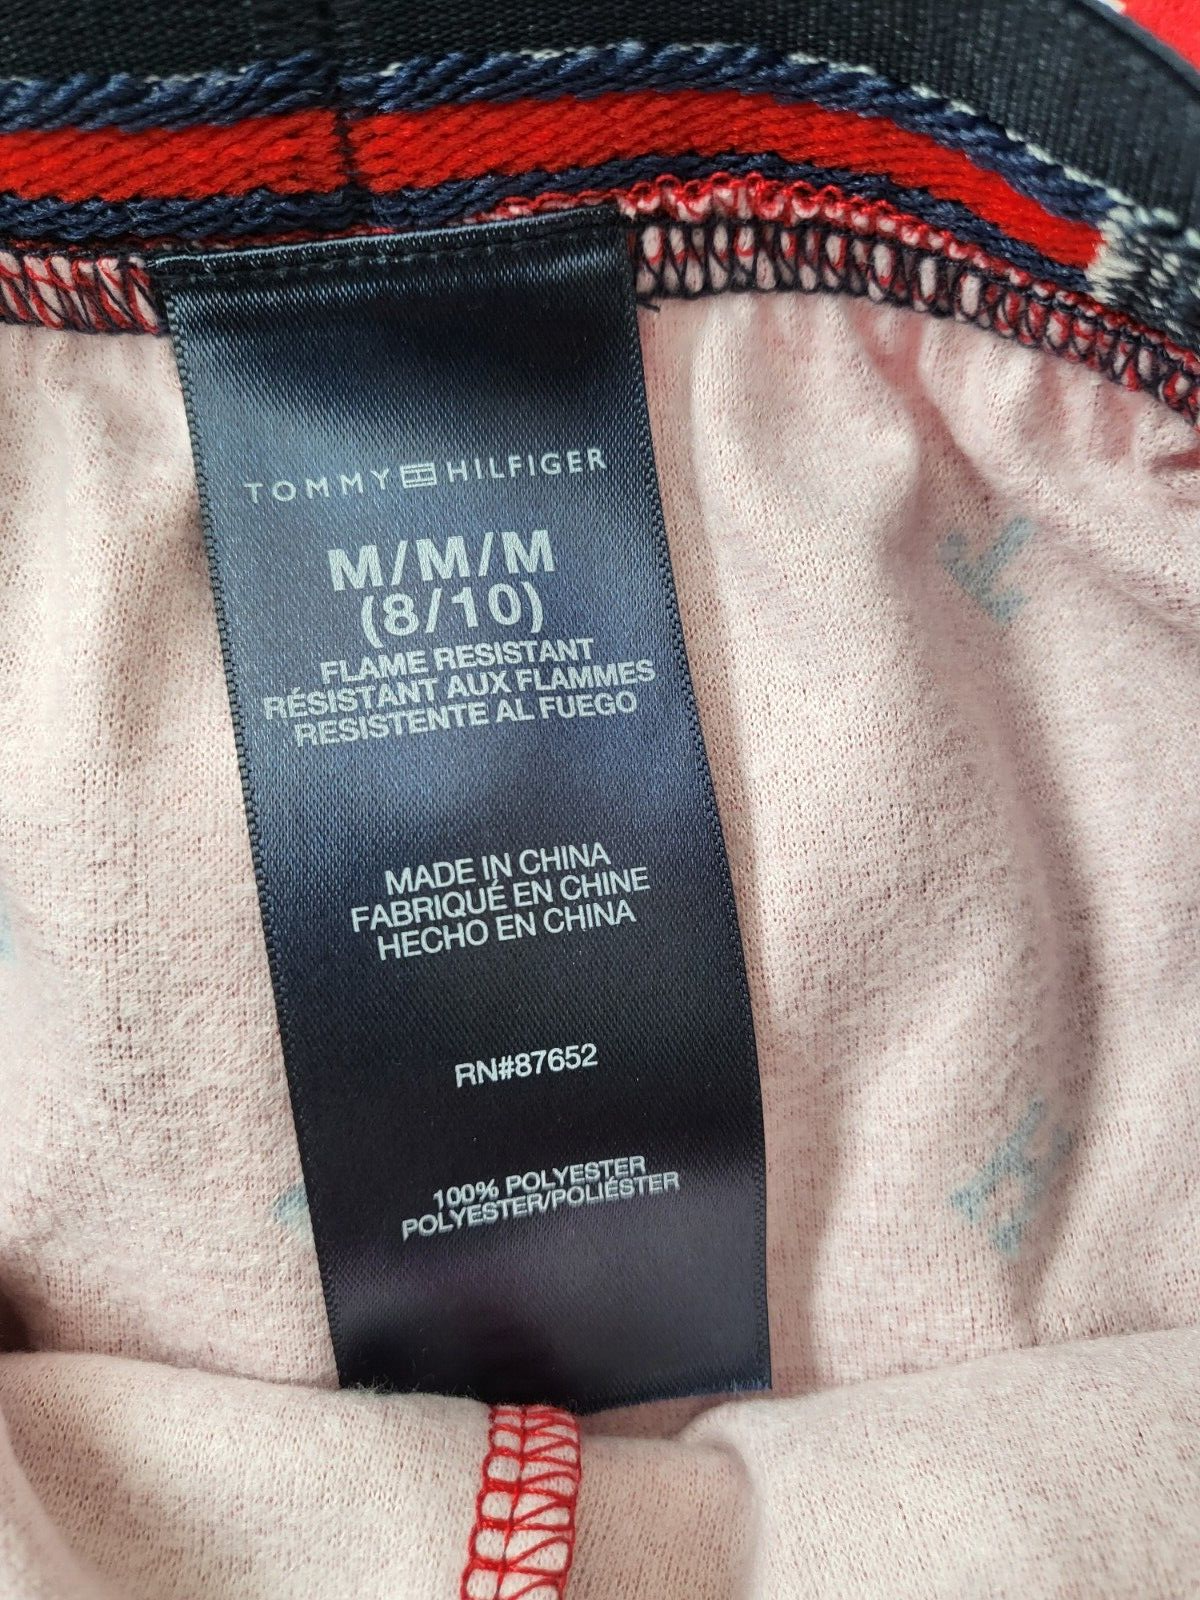 TOMMY HILFIGER
M/M/M
(8/10)
FLAME RESISTANT
RÉSISTANT AUX FLAMMES
RESISTENTE AL FUEGO
MADE IN CHINA
FABRIQUÉ EN CHINE
HECHO EN CHINA
RN#87652
100% POLYESTER
POLYESTER/POLIÉSTER